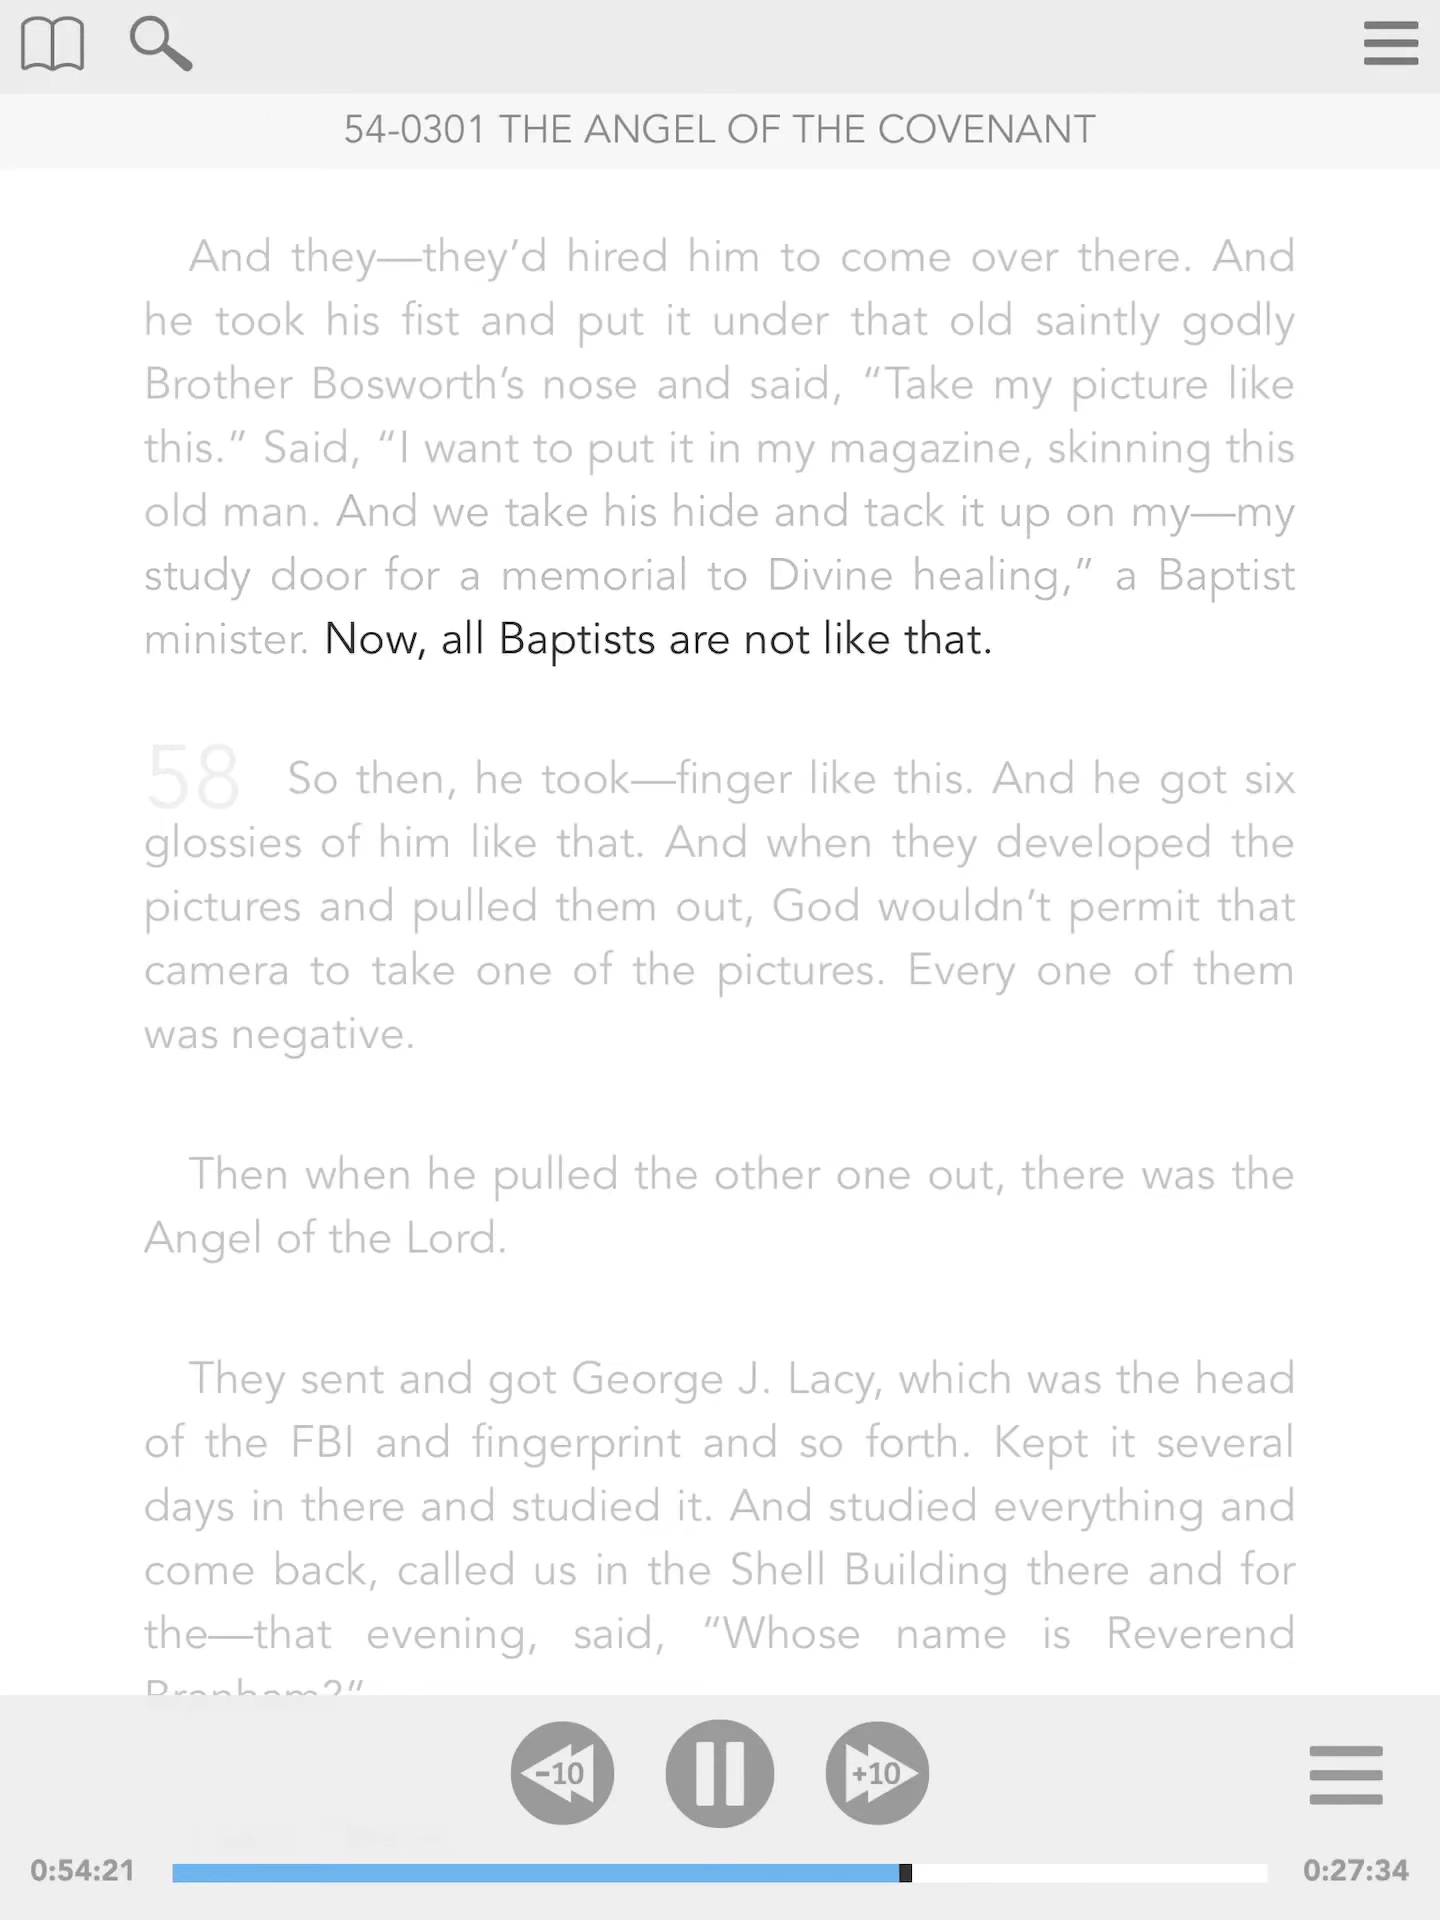 54-0301 THE ANGEL OF THE COVENANT
And they—they’d hired him to come over there. And
he took his fist and put it under that old saintly godly
Brother Bosworth’s nose and said, “Take my picture like
this.” Said, “I want to put it in my magazine, skinning this
old man. And we take his hide and tack it up on my—my
study door for a memorial to Divine healing,” a Baptist
minister. Now, all Baptists are not like that.
58 So then, he took—finger like this. And he got six
glossies of him like that. And when they developed the
pictures and pulled them out, God wouldn’t permit that
camera to take one of the pictures. Every one of them
was negative.
Then when he pulled the other one out, there was the
Angel of the Lord.
They sent and got George J. Lacy, which was the head
of the FBI and fingerprint and so forth. Kept it several
days in there and studied it. And studied everything and
come back, called us in the Shell Building there and for
the—that evening, said, “Whose name is Reverend
Branham?”
-10 +10
0:54:21 0:27:34